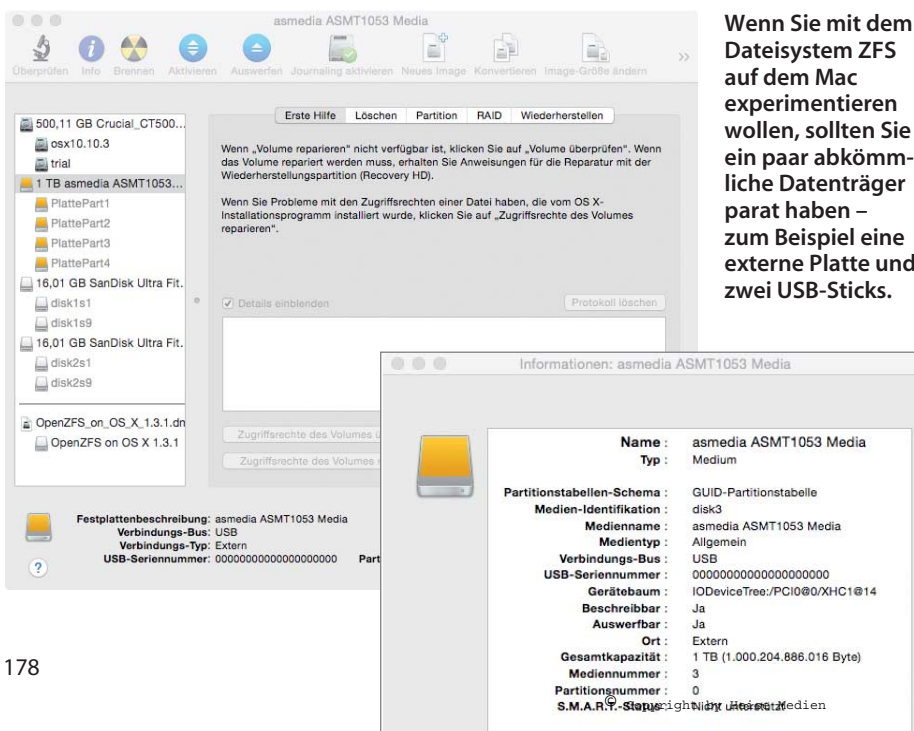 asmedia ASMT1053 Media
Überprüfen Info Brennen Aktivieren Auswerfen Journaling aktivieren Neues Image Konvertieren Image-Größe ändern
Erste Hilfe Löschen Partition RAID Wiederherstellen
500,11 GB Crucial_CT500...
osx10.10.3
trial
1 TB asmedia ASMT1053...
PlattePart1
PlattePart2
PlattePart3
PlattePart4
16,01 GB SanDisk Ultra Fit.
disk1s1
disk1s9
16,01 GB SanDisk Ultra Fit.
disk2s1
disk2s9
OpenZFS_on_OS_X_1.3.1.dn
OpenZFS on OS X 1.3.1
Wenn „Volume reparieren" nicht verfügbar ist, klicken Sie auf „Volume überprüfen". Wenn
das Volume repariert werden muss, erhalten Sie Anweisungen für die Reparatur mit der
Wiederherstellungspartition (Recovery HD).
Wenn Sie Probleme mit den Zugriffsrechten einer Datei haben, die vom OS X-
Installationsprogramm installiert wurde, klicken Sie auf „Zugriffsrechte des Volumes
reparieren".
Details einblenden
Protokoll löschen
Zugriffsrechte des Volumes
Zugriffsrechte des Volumes
Festplattenbeschreibung: asmedia ASMT1053 Media
Verbindungs-Bus: USB
Verbindungs-Typ: Extern
USB-Seriennummer: 00000000000000000000 Part
?
Wenn Sie mit dem
Dateisystem ZFS
auf dem Mac
experimentieren
wollen, sollten Sie
ein paar abkömm-
liche Datenträger
parat haben –
zum Beispiel eine
externe Platte und
zwei USB-Sticks.
Informationen: asmedia ASMT1053 Media
Name : asmedia ASMT1053 Media
Typ : Medium
Partitionstabellen-Schema : GUID-Partitionstabelle
Medien-Identifikation : disk3
Medienname : asmedia ASMT1053 Media
Medientyp : Allgemein
Verbindungs-Bus : USB
USB-Seriennummer : 00000000000000000000
Gerätebaum : IODeviceTree:/PCI0@0/XHC1@14
Beschreibbar : Ja
Auswerfbar : Ja
Ort : Extern
Gesamtkapazität : 1 TB (1.000.204.886.016 Byte)
Mediennummer : 3
Partitionsnummer : 0
S.M.A.R.T.-Status : Nicht unterstützt
© Copyright by Heise Medien
178